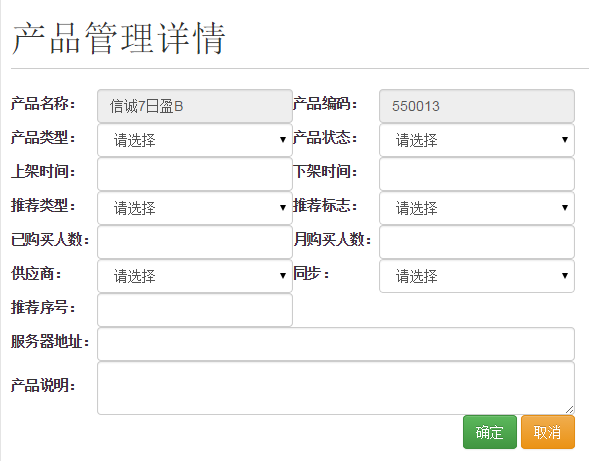 产品管理详情
产品名称： 信诚7日盈B 产品编码： 550013
产品类型： 请选择 产品状态： 请选择
上架时间： 下架时间：
推荐类型： 请选择 推荐标志： 请选择
已购买人数： 月购买人数：
供应商： 请选择 同步： 请选择
推荐序号：
服务器地址：
产品说明：
确定 取消